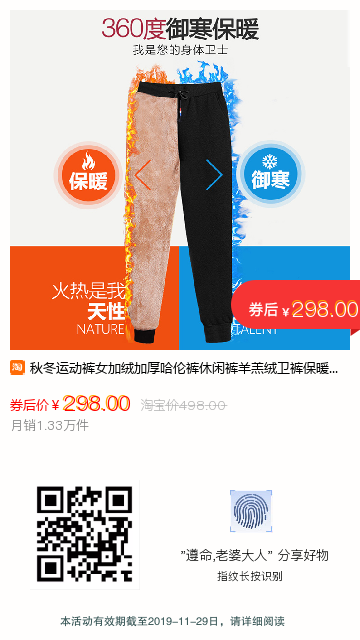 360度御寒保暖
我是您的身体卫士
保暖
御寒
火热是我
天性
NATURE
TALENT
券后 ¥298.00
淘 秋冬运动裤女加绒加厚哈伦裤休闲裤羊羔绒卫裤保暖...
券后价 ¥ 298.00 淘宝价498.00
月销1.33万件
"遵命,老婆大人" 分享好物
指纹长按识别
本活动有效期截至2019-11-29日，请详细阅读